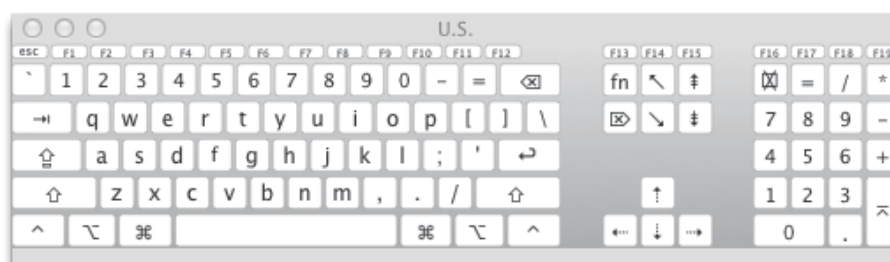 U.S.
esc F1 F2 F3 F4 F5 F6 F7 F8 F9 F10 F11 F12 F13 F14 F15 F16 F17 F18 F19
` 1 2 3 4 5 6 7 8 9 0 - = ⌫ fn ↖ ⇞ ⌧ = / *
⇥ q w e r t y u i o p [ ] \ ⌦ ↘ ⇟ 7 8 9 -
⇪ a s d f g h j k l ; ' ↩ 4 5 6 +
⇧ z x c v b n m , . / ⇧ ⇡ 1 2 3 ⌅
^ ⌥ ⌘ ⌘ ⌥ ^ ⇠ ⇣ ⇢ 0 .